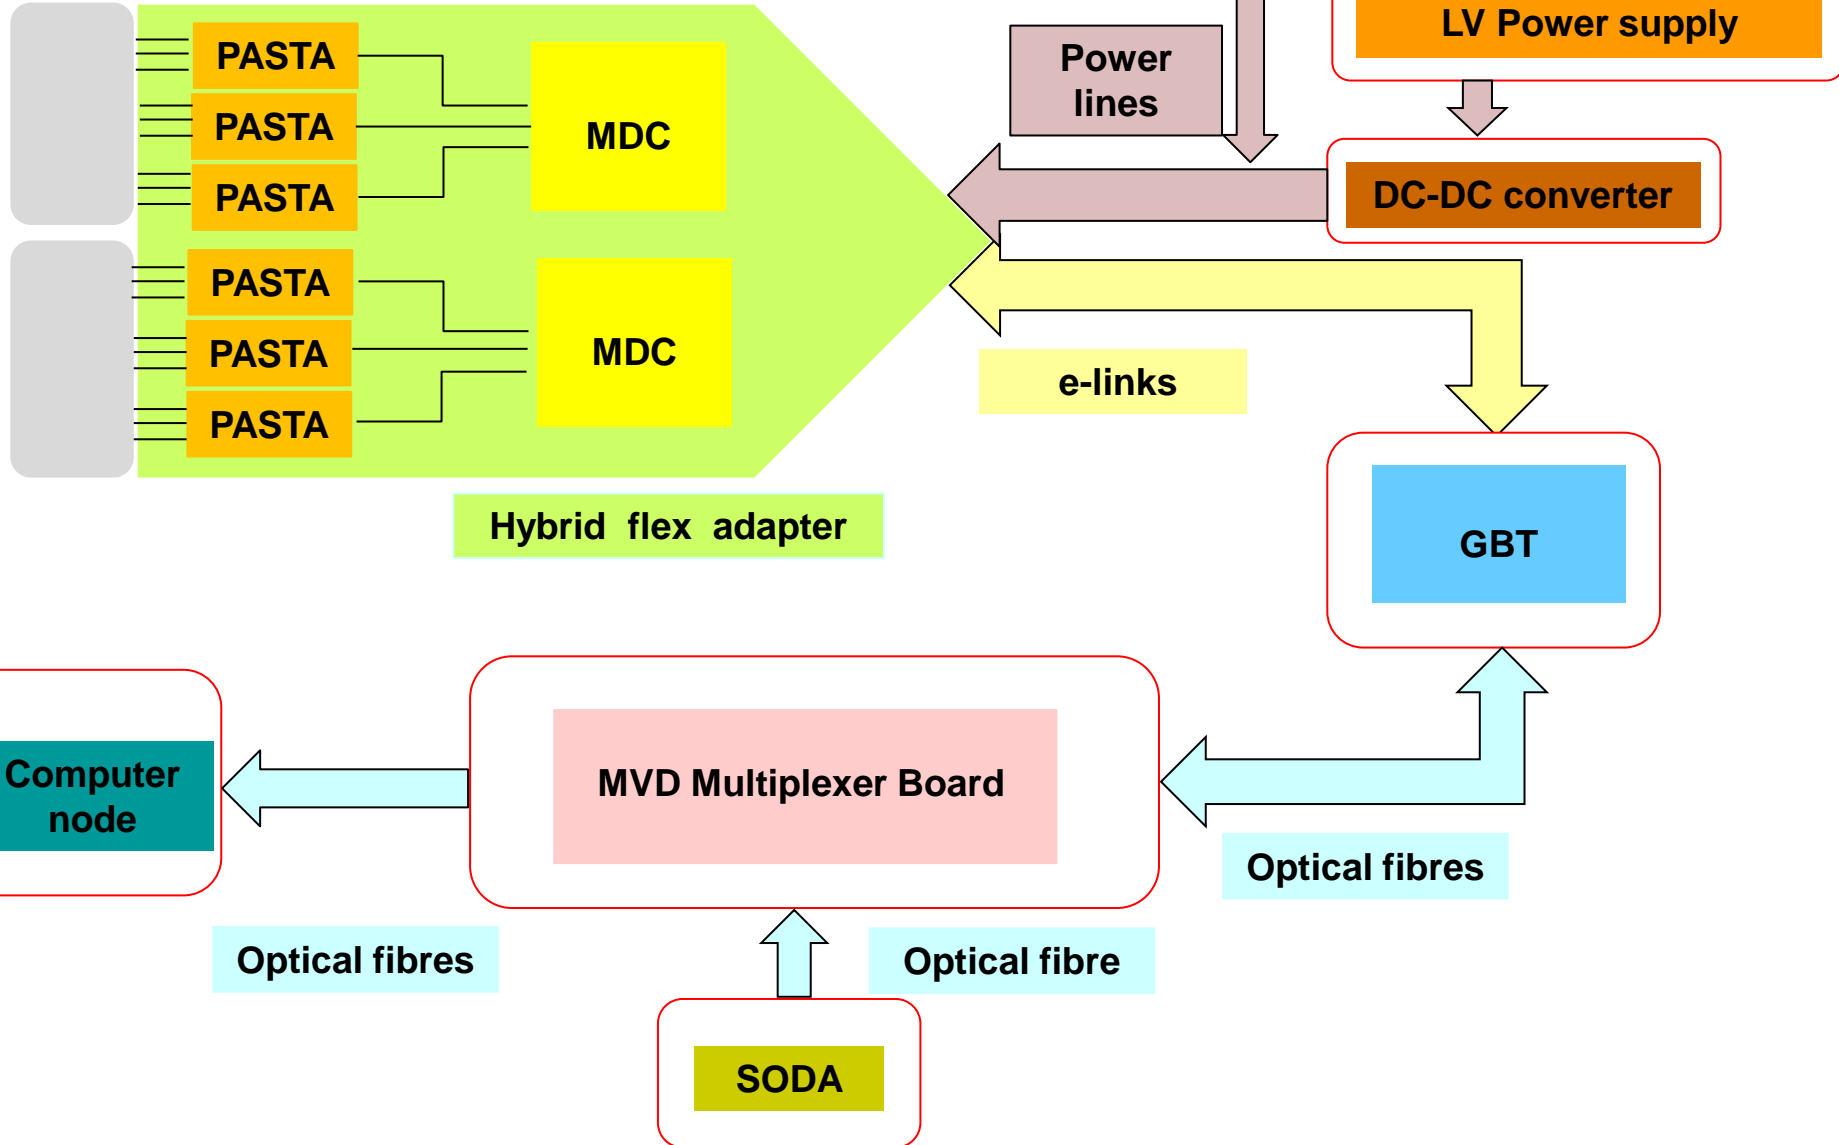 LV Power supply
Power
lines
PASTA
PASTA
PASTA
MDC
DC-DC converter
PASTA
PASTA
PASTA
MDC
e-links
Hybrid flex adapter
GBT
Computer
node
MVD Multiplexer Board
Optical fibres
Optical fibres
Optical fibre
SODA